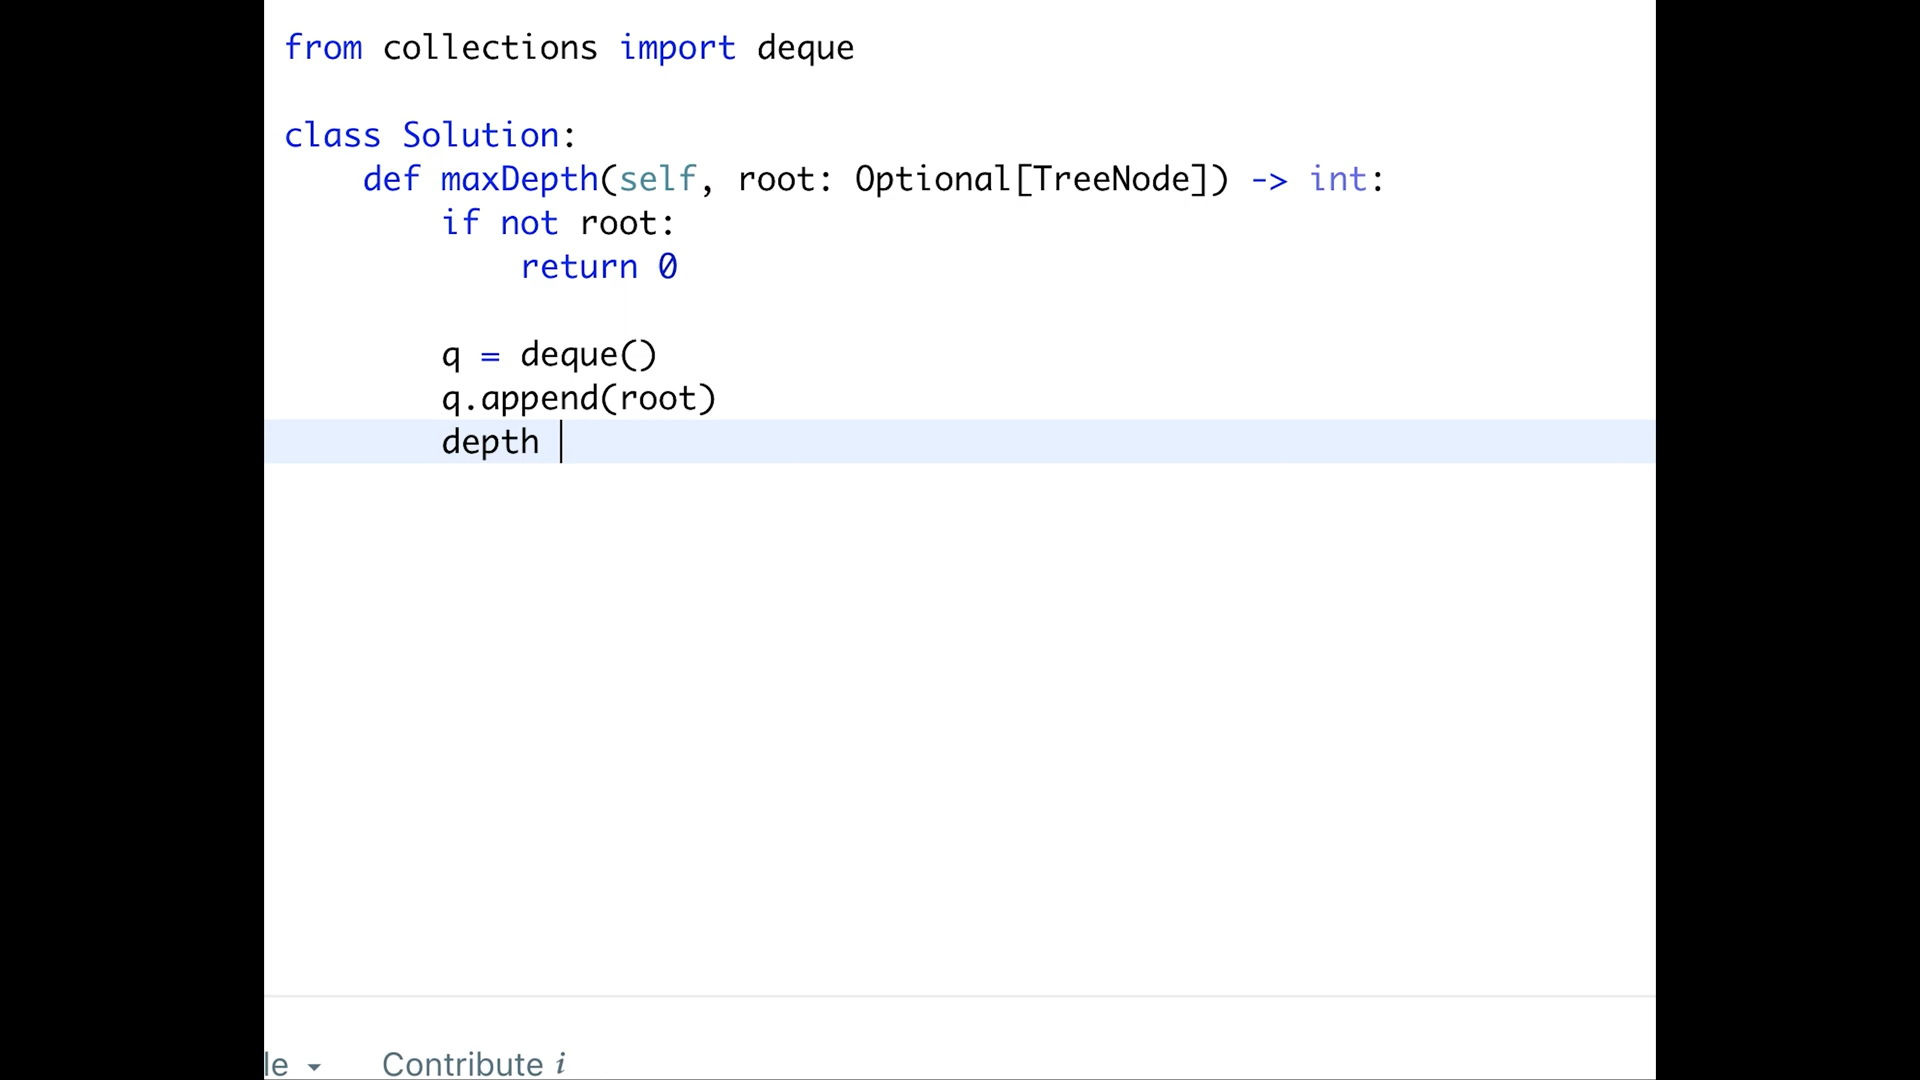 from collections import deque
class Solution:
    def maxDepth(self, root: Optional[TreeNode]) -> int:
        if not root:
            return 0
        q = deque()
        q.append(root)
        depth
le Contribute i